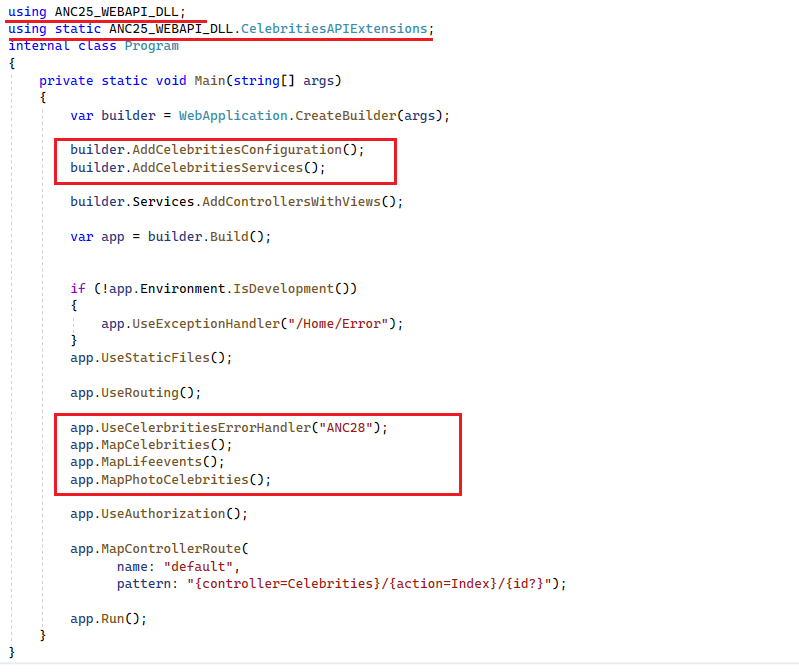 using ANC25_WEBAPI_DLL;
using static ANC25_WEBAPI_DLL.CelebritiesAPIExtensions;
internal class Program
{
    private static void Main(string[] args)
    {
        var builder = WebApplication.CreateBuilder(args);
        builder.AddCelebritiesConfiguration();
        builder.AddCelebritiesServices();
        builder.Services.AddControllersWithViews();
        var app = builder.Build();
        if (!app.Environment.IsDevelopment())
        {
            app.UseExceptionHandler("/Home/Error");
        }
        app.UseStaticFiles();
        app.UseRouting();
        app.UseCelerbritiesErrorHandler("ANC28");
        app.MapCelebrities();
        app.MapLifeevents();
        app.MapPhotoCelebrities();
        app.UseAuthorization();
        app.MapControllerRoute(
              name: "default",
              pattern: "{controller=Celebrities}/{action=Index}/{id?}");
        app.Run();
    }
}